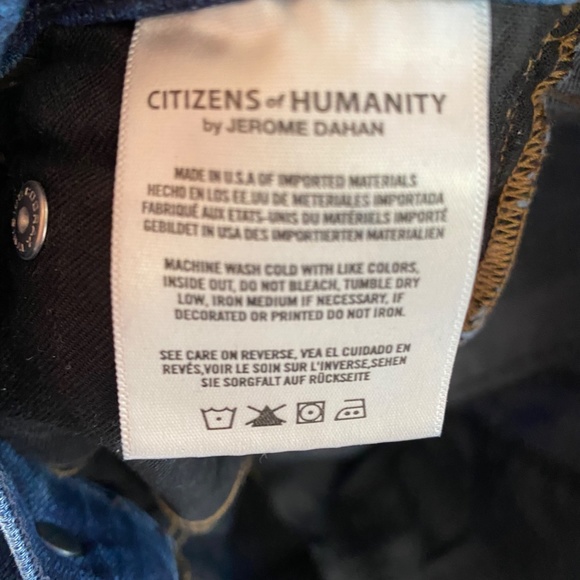 CITIZENS of HUMANITY
by JEROME DAHAN
MADE IN U.S.A OF IMPORTED MATERIALS
HECHO EN LOS EE.UU DE METERIALES IMPORTADA
FABRIQUÉ AUX ETATS-UNIS DU MATÉRIELS IMPORTÉ
GEBILDET IN USA DES IMPORTIERTEN MATERIALIEN
MACHINE WASH COLD WITH LIKE COLORS,
INSIDE OUT, DO NOT BLEACH, TUMBLE DRY
LOW, IRON MEDIUM IF NECESSARY, IF
DECORATED OR PRINTED DO NOT IRON.
SEE CARE ON REVERSE, VEA EL CUIDADO EN
REVÉS,VOIR LE SOIN SUR L'INVERSE,SEHEN
SIE SORGFALT AUF RÜCKSEITE